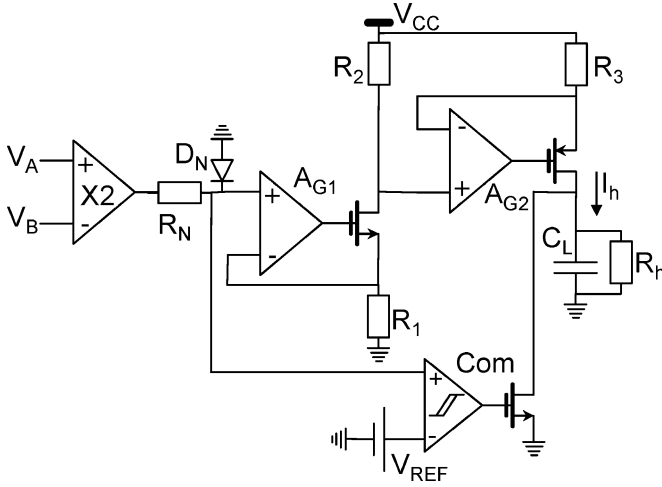 V_CC
R_2
R_3
V_A
+
X2
V_B
-
D_N
R_N
A_G1
+
-
-
+
A_G2
I_h
C_L
R_h
R_1
Com
+
-
V_REF